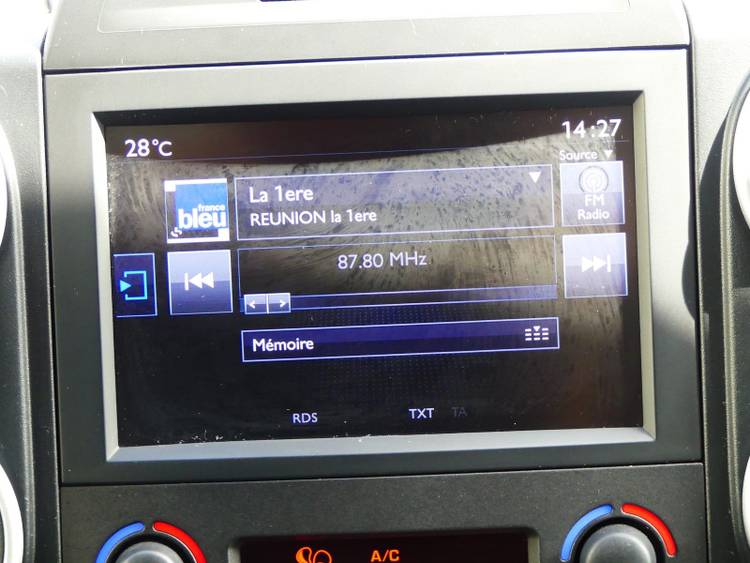 28°C
14:27
Source
france
bleu
La 1ere
REUNION la 1ere
FM
Radio
87.80 MHz
Mémoire
RDS
TXT
TA
A/C